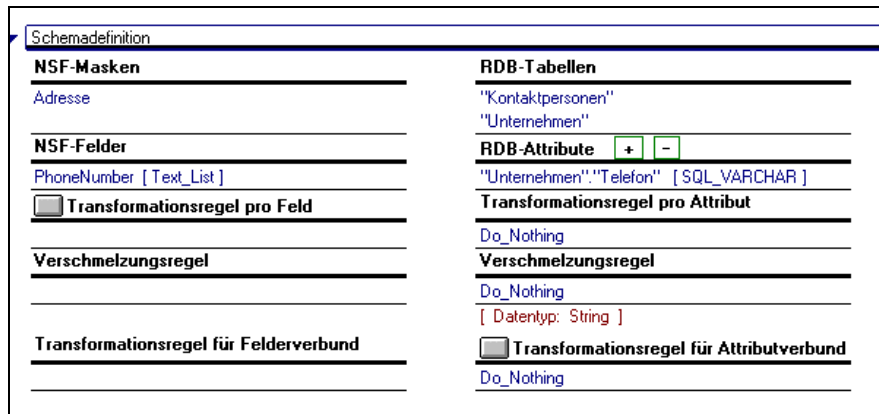 Schemadefinition
NSF-Masken
Adresse
NSF-Felder
PhoneNumber [ Text_List ]
Transformationsregel pro Feld
Verschmelzungsregel
Transformationsregel für Felderverbund
RDB-Tabellen
"Kontaktpersonen"
"Unternehmen"
RDB-Attribute + -
"Unternehmen"."Telefon" [ SQL_VARCHAR ]
Transformationsregel pro Attribut
Do_Nothing
Verschmelzungsregel
Do_Nothing
[ Datentyp: String ]
Transformationsregel für Attributverbund
Do_Nothing